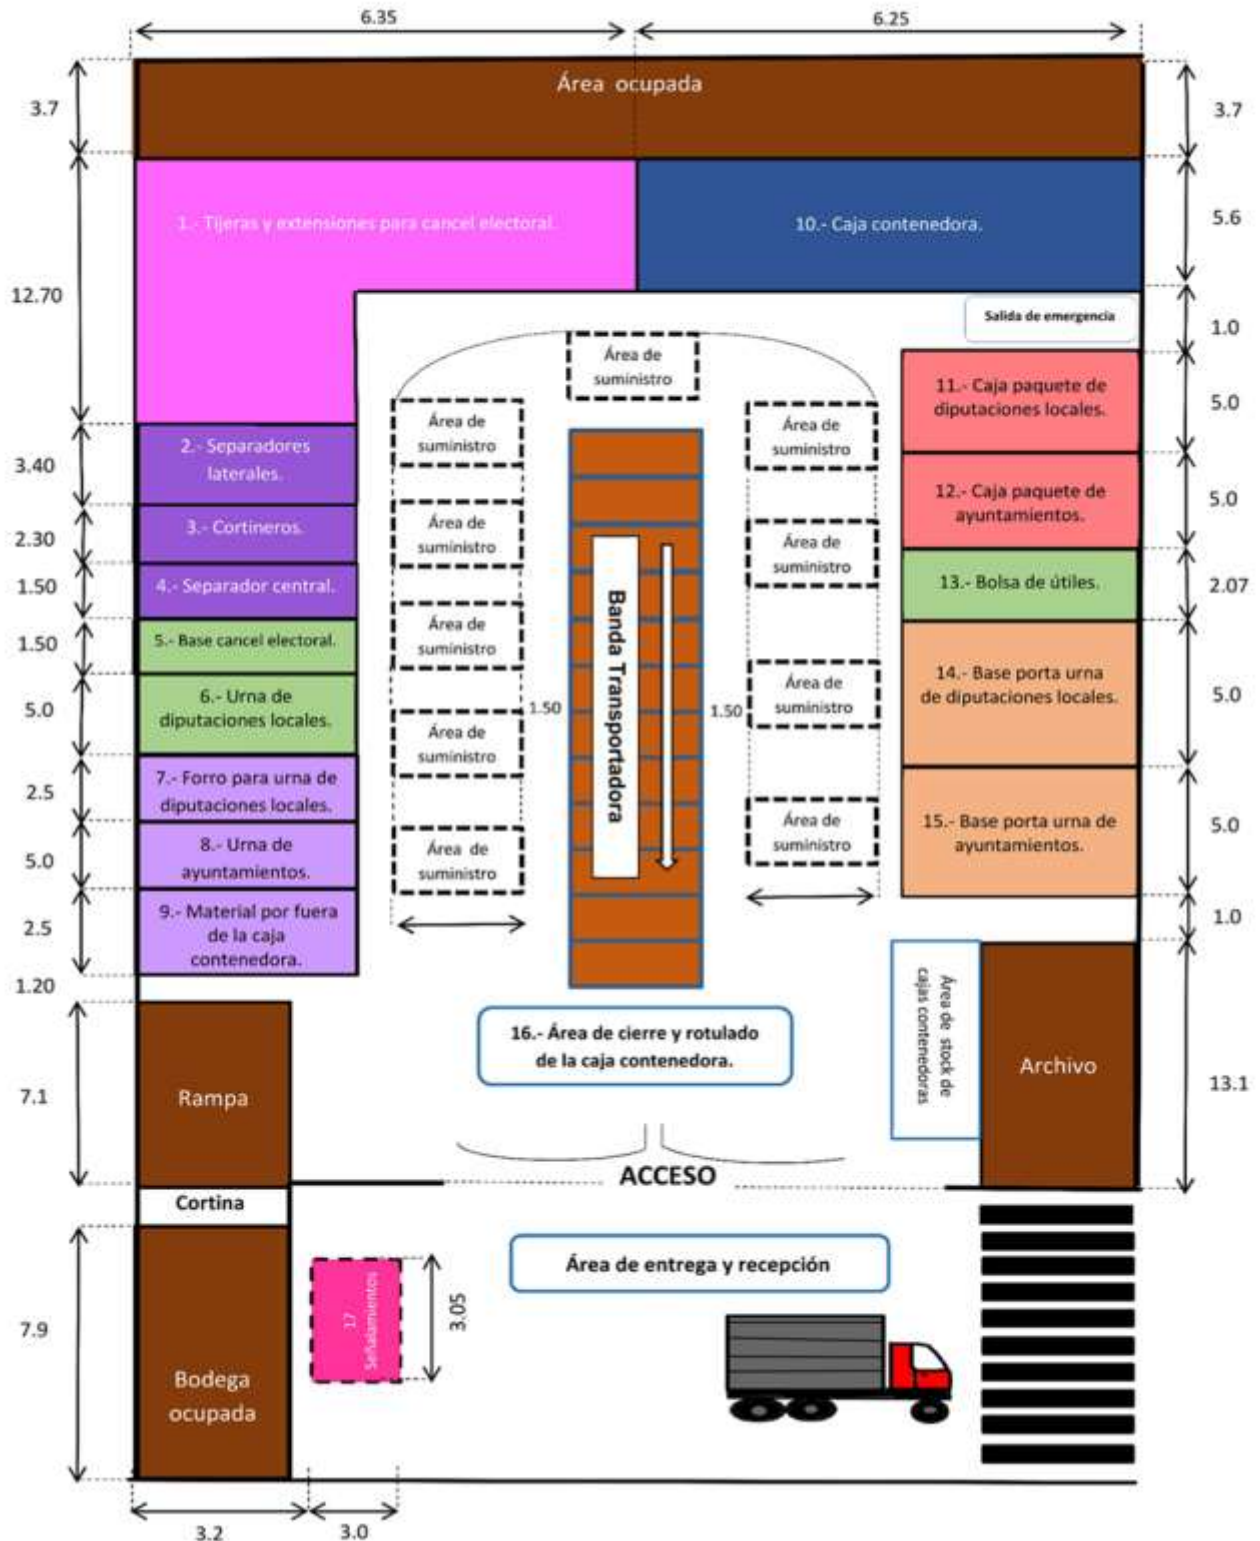 6.35
6.25
3.7
Área ocupada
3.7
1.- Tijeras y extensiones para cancel electoral.
10.- Caja contenedora.
5.6
12.70
Salida de emergencia
1.0
Área de
suministro
11.- Caja paquete de
diputaciones locales.
5.0
Área de
suministro
Área de
suministro
2.- Separadores
laterales.
3.40
12.- Caja paquete de
ayuntamientos.
5.0
3.- Cortineros.
2.30
Área de
suministro
Área de
suministro
4.- Separador central.
1.50
13.- Bolsa de útiles.
2.07
5.- Base cancel electoral.
1.50
Área de
suministro
Banda Transportadora
6.- Urna de
diputaciones locales.
5.0
14.- Base porta urna
de diputaciones locales.
5.0
Área de
suministro
1.50
1.50
Área de
suministro
7.- Forro para urna de
diputaciones locales.
2.5
8.- Urna de
ayuntamientos.
5.0
Área de
suministro
Área de
suministro
15.- Base porta urna de
ayuntamientos.
5.0
9.- Material por fuera
de la caja
contenedora.
2.5
1.0
1.20
16.- Área de cierre y rotulado
de la caja contenedora.
Área de stock de
cajas contenedoras
Archivo
13.1
Rampa
7.1
ACCESO
Cortina
Área de entrega y recepción
17
Señalamientos
3.05
7.9
Bodega
ocupada
3.2
3.0